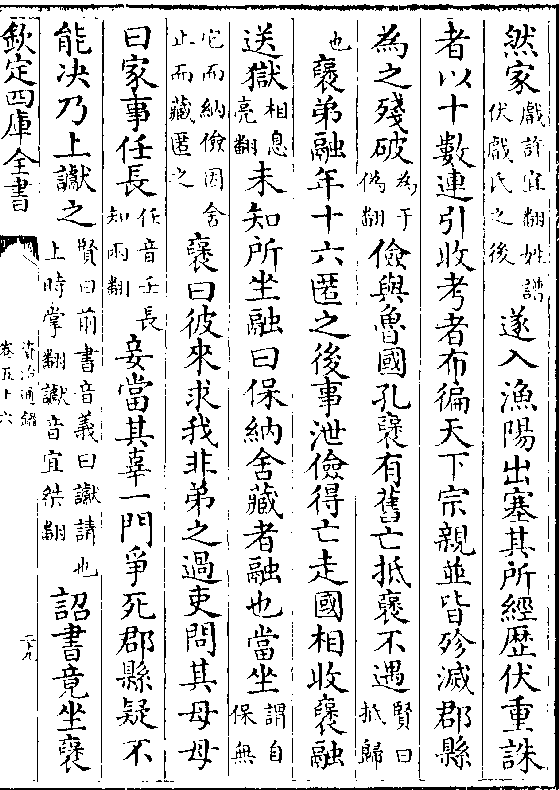 然家戲許宜翻姓譜伏戲氏之後遂入漁陽出塞其所經歷伏重誅
者以十數連引收考者布徧天下宗親並皆殄滅郡縣
為之殘破為于偽翻儉與魯國孔襃有舊亡抵襃不遇賢曰抵歸
也襃弟融年十六匿之後事泄儉得亡走國相收襃融
送獄相息亮翻未知所坐融曰保納舍藏者融也當坐謂自保無
它而納儉因舍止而藏匿之襃曰彼來求我非弟之過吏問其母母
曰家事任長任音壬長知兩翻妾當其辜一門爭死郡縣疑不
能決乃上讞之賢曰前書音義曰讞請也上時掌翻讞音宜桀翻詔書竟坐襃
欽定四庫全書
資治通鑑
卷五十六
二十九